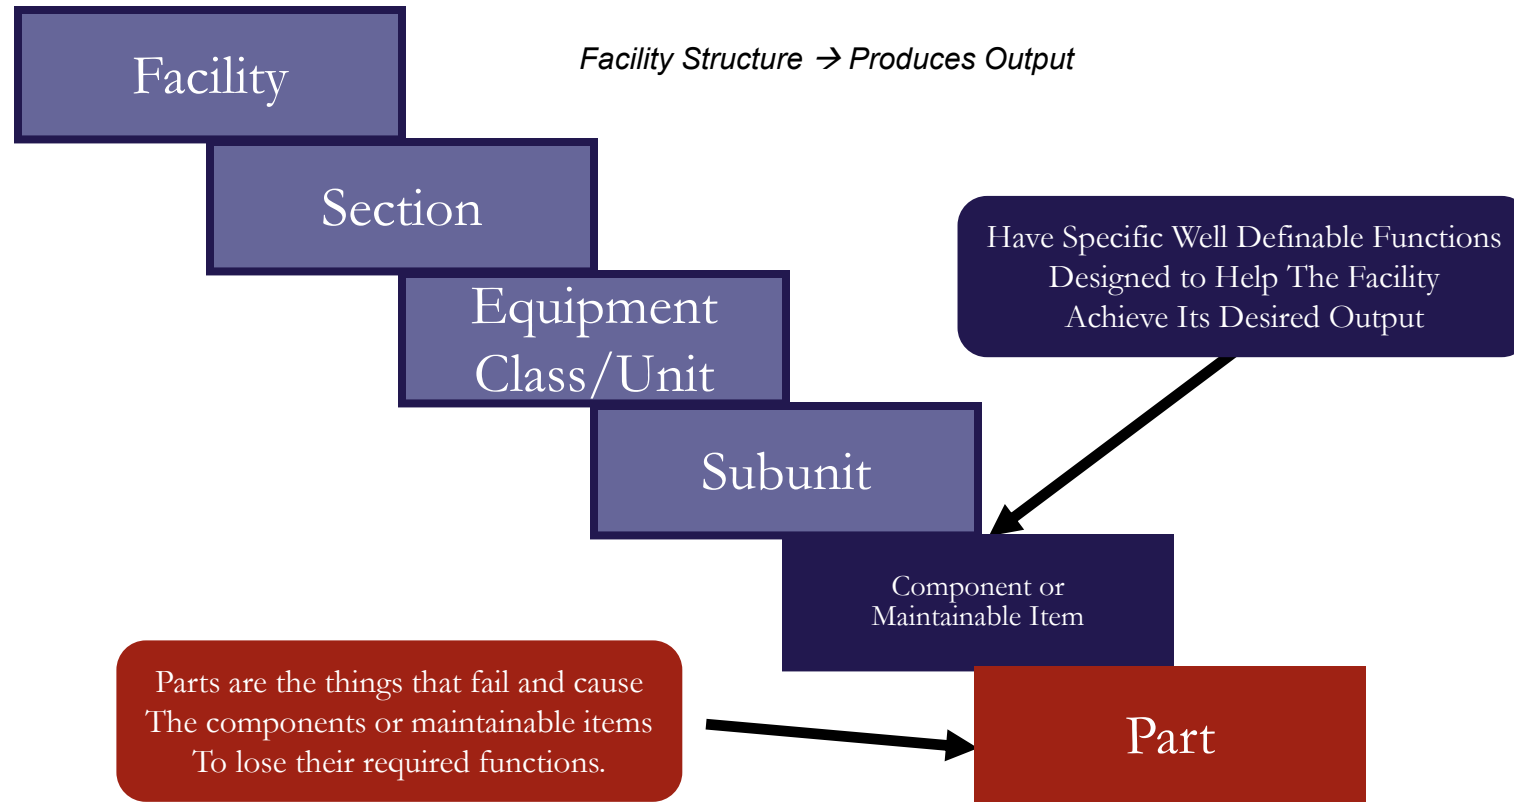 Facility
Facility Structure → Produces Output
Section
Have Specific Well Definable Functions
Designed to Help The Facility
Achieve Its Desired Output
Equipment
Class/Unit
Subunit
Component or
Maintainable Item
Parts are the things that fail and cause
The components or maintainable items
To lose their required functions.
Part